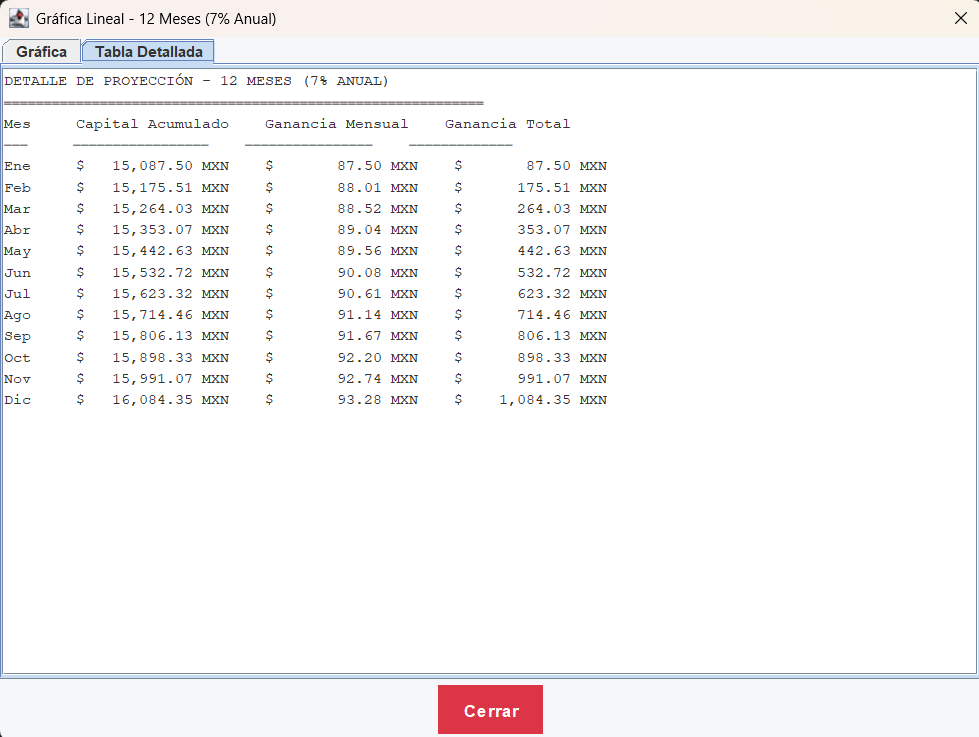 Gráfica Lineal - 12 Meses (7% Anual)
Gráfica Tabla Detallada
DETALLE DE PROYECCIÓN - 12 MESES (7% ANUAL)
Mes Capital Acumulado Ganancia Mensual Ganancia Total
Ene $ 15,087.50 MXN $ 87.50 MXN $ 87.50 MXN
Feb $ 15,175.51 MXN $ 88.01 MXN $ 175.51 MXN
Mar $ 15,264.03 MXN $ 88.52 MXN $ 264.03 MXN
Abr $ 15,353.07 MXN $ 89.04 MXN $ 353.07 MXN
May $ 15,442.63 MXN $ 89.56 MXN $ 442.63 MXN
Jun $ 15,532.72 MXN $ 90.08 MXN $ 532.72 MXN
Jul $ 15,623.32 MXN $ 90.61 MXN $ 623.32 MXN
Ago $ 15,714.46 MXN $ 91.14 MXN $ 714.46 MXN
Sep $ 15,806.13 MXN $ 91.67 MXN $ 806.13 MXN
Oct $ 15,898.33 MXN $ 92.20 MXN $ 898.33 MXN
Nov $ 15,991.07 MXN $ 92.74 MXN $ 991.07 MXN
Dic $ 16,084.35 MXN $ 93.28 MXN $ 1,084.35 MXN
Cerrar